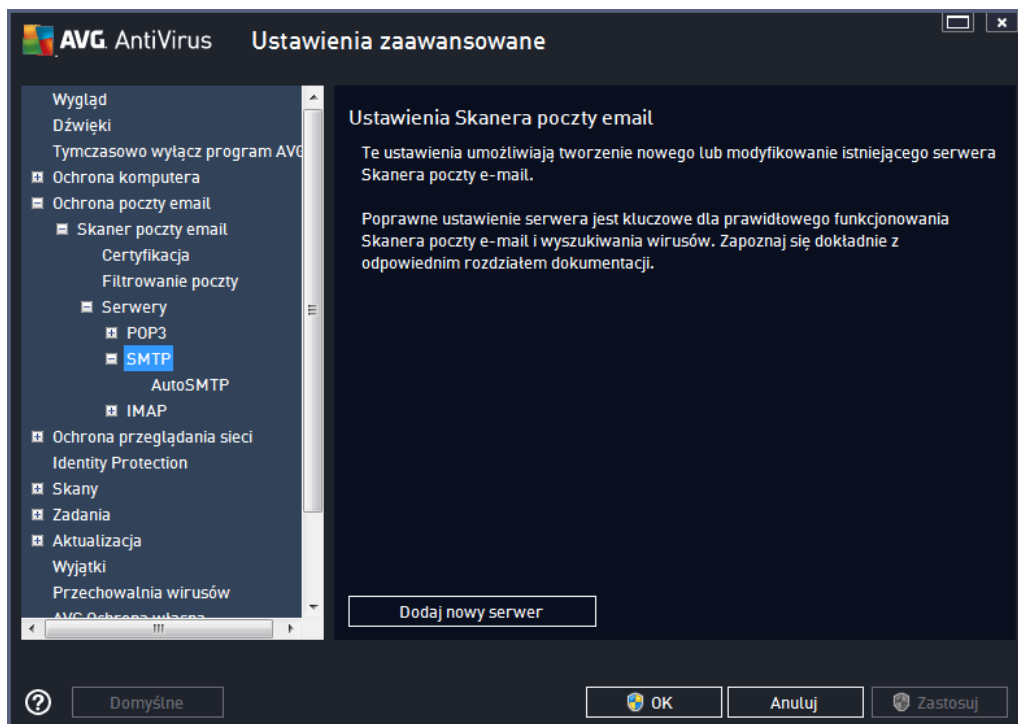 AVG. AntiVirus Ustawienia zaawansowane
Wygląd
Dźwięki
Tymczasowo wyłącz program AVG
Ochrona komputera
Ochrona poczty email
Skaner poczty email
Certyfikacja
Filtrowanie poczty
Serwery
POP3
SMTP
AutoSMTP
IMAP
Ochrona przeglądania sieci
Identity Protection
Skany
Zadania
Aktualizacja
Wyjątki
Przechowalnia wirusów
AVG Ochrona własna
Ustawienia Skanera poczty email
Te ustawienia umożliwiają tworzenie nowego lub modyfikowanie istniejącego serwera
Skanera poczty e-mail.
Poprawne ustawienie serwera jest kluczowe dla prawidłowego funkcjonowania
Skanera poczty e-mail i wyszukiwania wirusów. Zapoznaj się dokładnie z
odpowiednim rozdziałem dokumentacji.
Dodaj nowy serwer
Domyślne
OK
Anuluj
Zastosuj